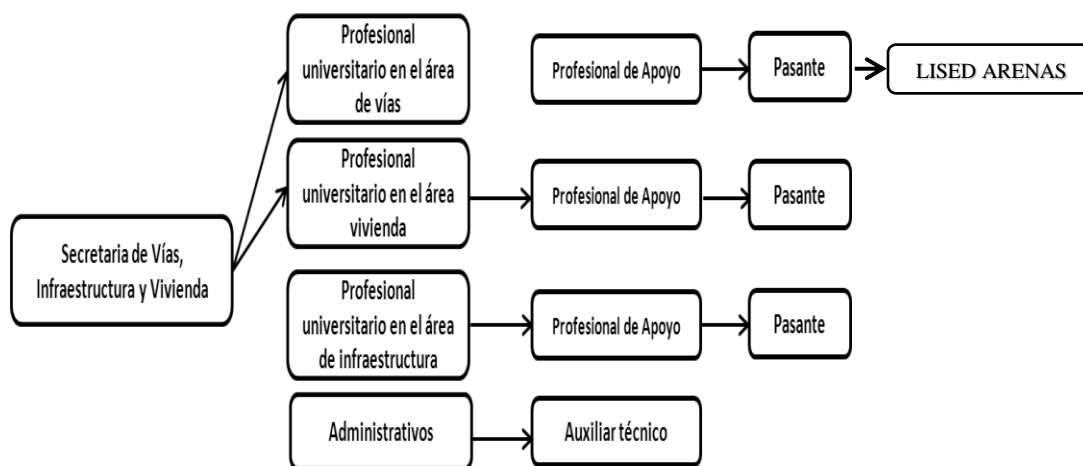 Profesional
universitario en el área
de vías
Profesional de Apoyo
Pasante
LISED ARENAS
Profesional
universitario en el área
vivienda
Profesional de Apoyo
Pasante
Secretaria de Vías,
Infraestructura y Vivienda
Profesional
universitario en el área
de infraestructura
Profesional de Apoyo
Pasante
Administrativos
Auxiliar técnico